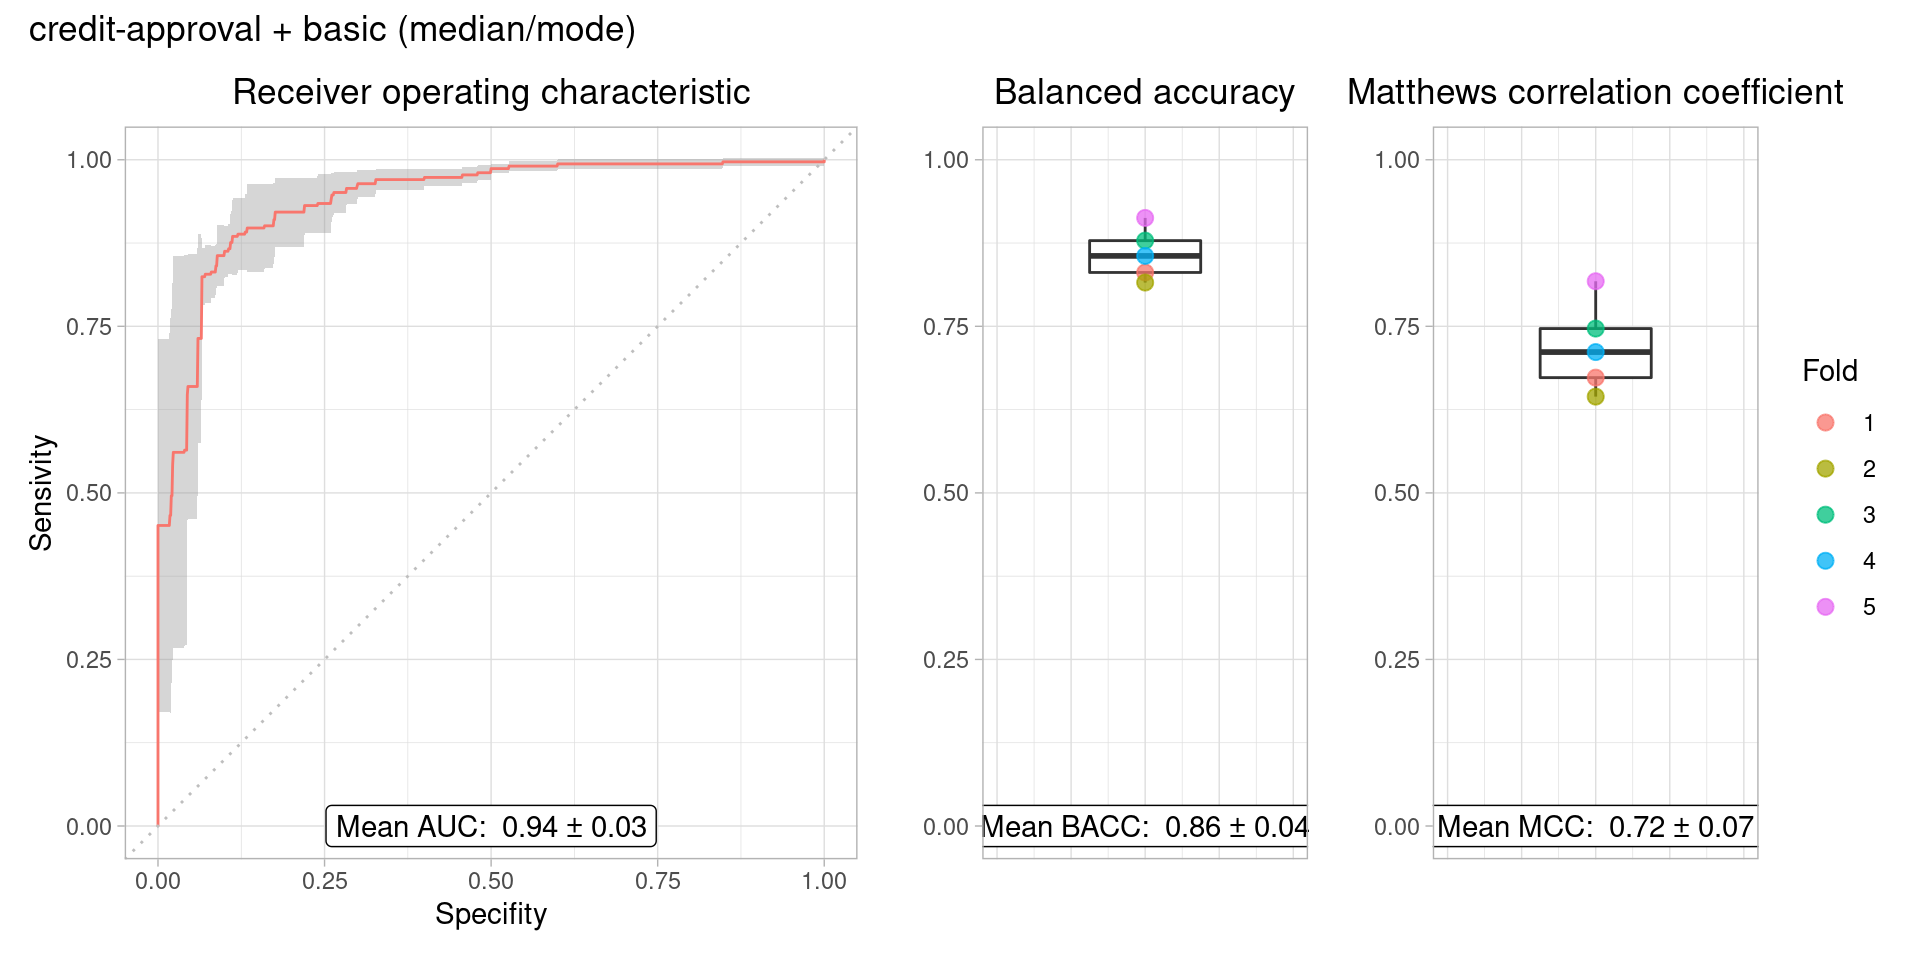 credit-approval + basic (median/mode)
Receiver operating characteristic
Balanced accuracy
Matthews correlation coefficient
1.00
0.75
0.50
0.25
0.00
Sensivity
Mean AUC: 0.94 ± 0.03
0.00 0.25 0.50 0.75 1.00
Specifity
1.00
0.75
0.50
0.25
0.00
Mean BACC: 0.86 ± 0.04
1.00
0.75
0.50
0.25
0.00
Mean MCC: 0.72 ± 0.07
Fold
1
2
3
4
5